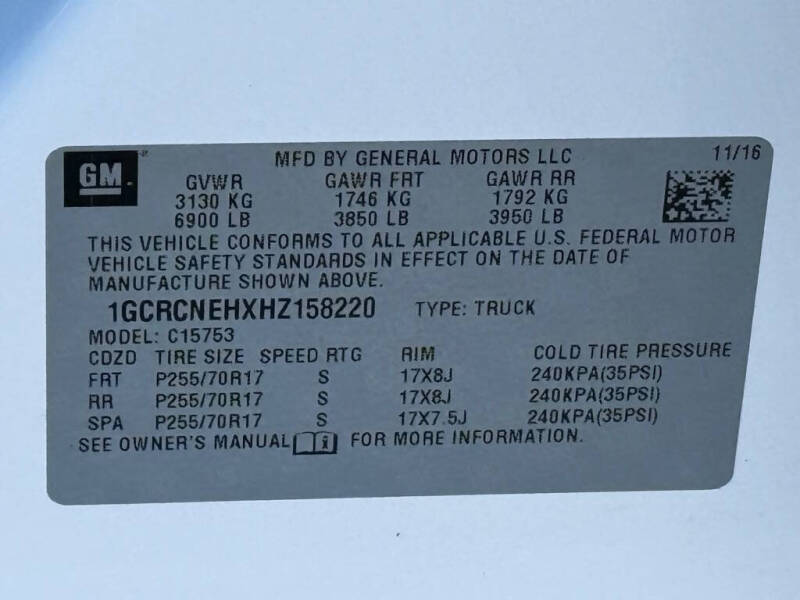 GM
MFD BY GENERAL MOTORS LLC 11/16
GVWR GAWR FRT GAWR RR
3130 KG 1746 KG 1792 KG
6900 LB 3850 LB 3950 LB
THIS VEHICLE CONFORMS TO ALL APPLICABLE U.S. FEDERAL MOTOR
VEHICLE SAFETY STANDARDS IN EFFECT ON THE DATE OF
MANUFACTURE SHOWN ABOVE.
1GCRCNEHXHZ158220 TYPE: TRUCK
MODEL: C15753
CDZD TIRE SIZE SPEED RTG RIM COLD TIRE PRESSURE
FRT P255/70R17 S 17X8J 240KPA(35PSI)
RR P255/70R17 S 17X8J 240KPA(35PSI)
SPA P255/70R17 S 17X7.5J 240KPA(35PSI)
SEE OWNER'S MANUAL i FOR MORE INFORMATION.